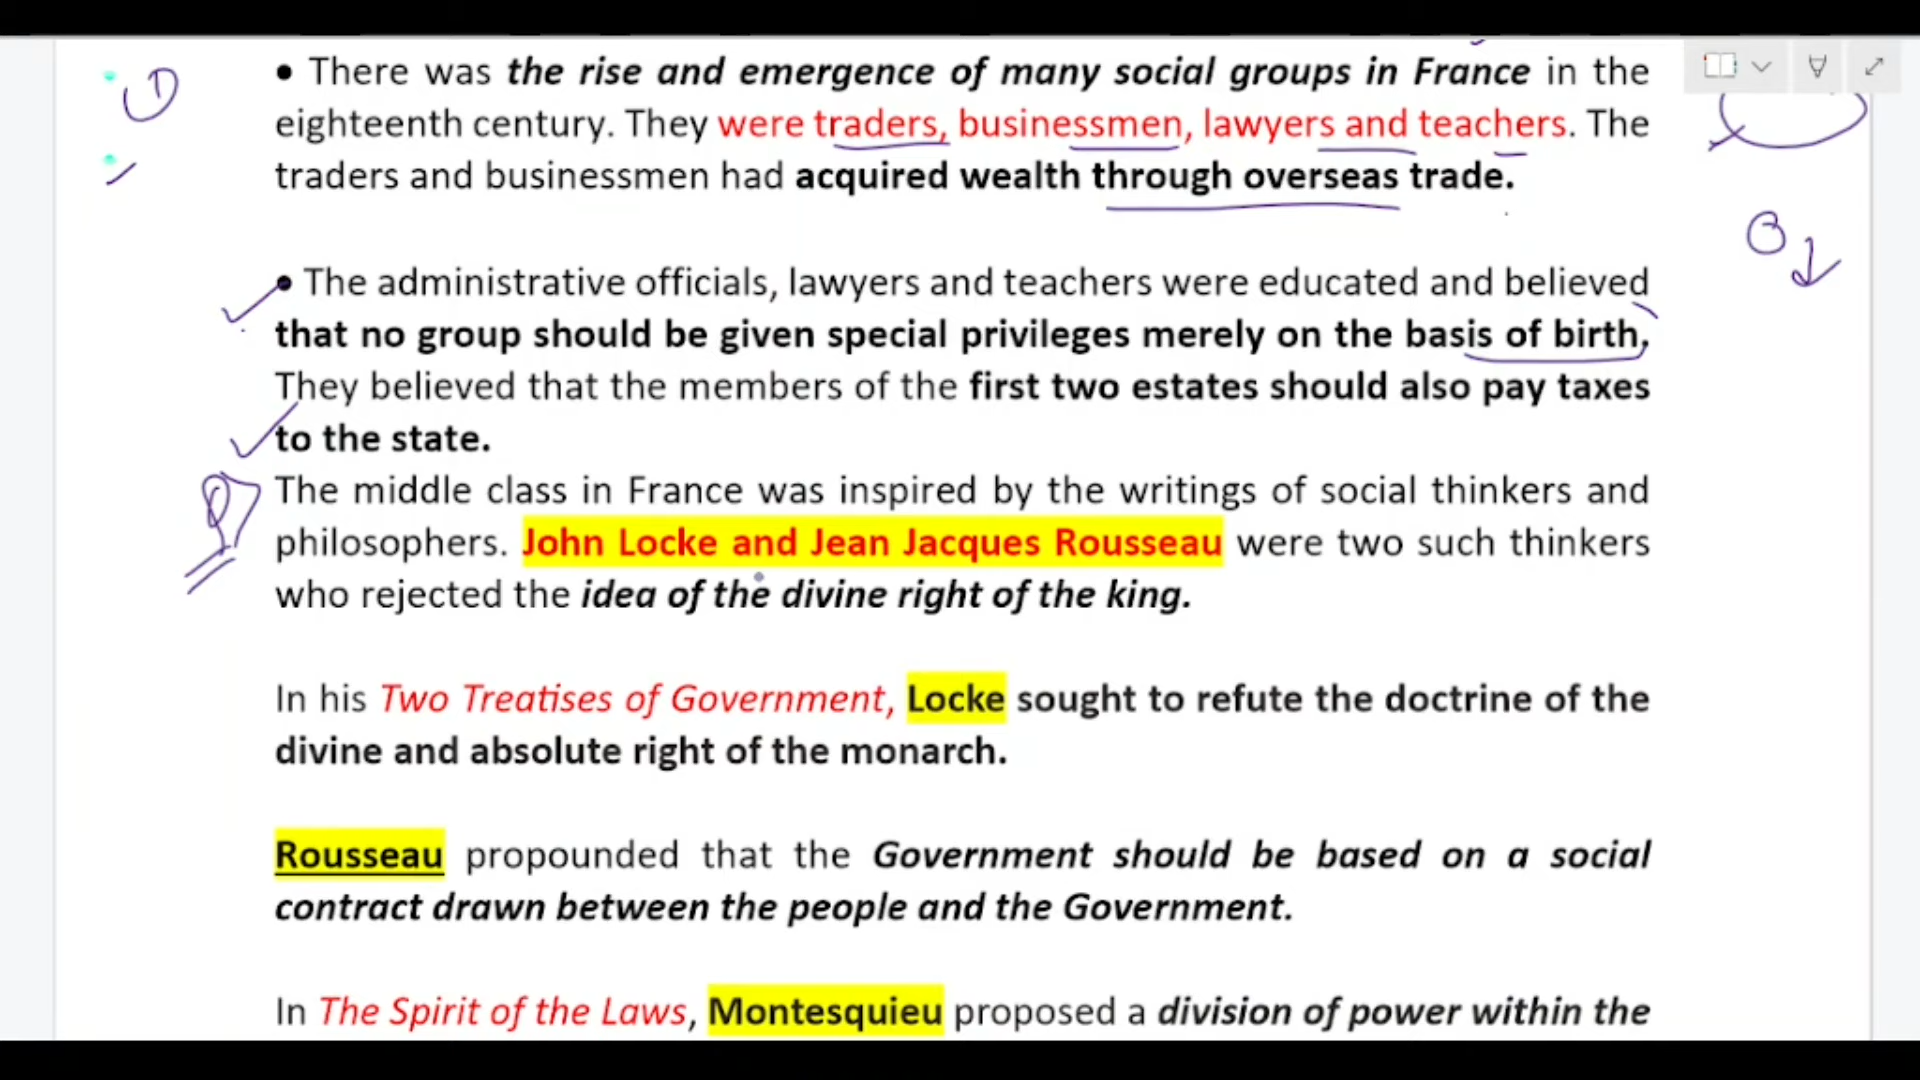 • There was the rise and emergence of many social groups in France in the
eighteenth century. They were traders, businessmen, lawyers and teachers. The
traders and businessmen had acquired wealth through overseas trade.
• The administrative officials, lawyers and teachers were educated and believed
that no group should be given special privileges merely on the basis of birth.
They believed that the members of the first two estates should also pay taxes
to the state.
The middle class in France was inspired by the writings of social thinkers and
philosophers. John Locke and Jean Jacques Rousseau were two such thinkers
who rejected the idea of the divine right of the king.
In his Two Treatises of Government, Locke sought to refute the doctrine of the
divine and absolute right of the monarch.
Rousseau propounded that the Government should be based on a social
contract drawn between the people and the Government.
In The Spirit of the Laws, Montesquieu proposed a division of power within the